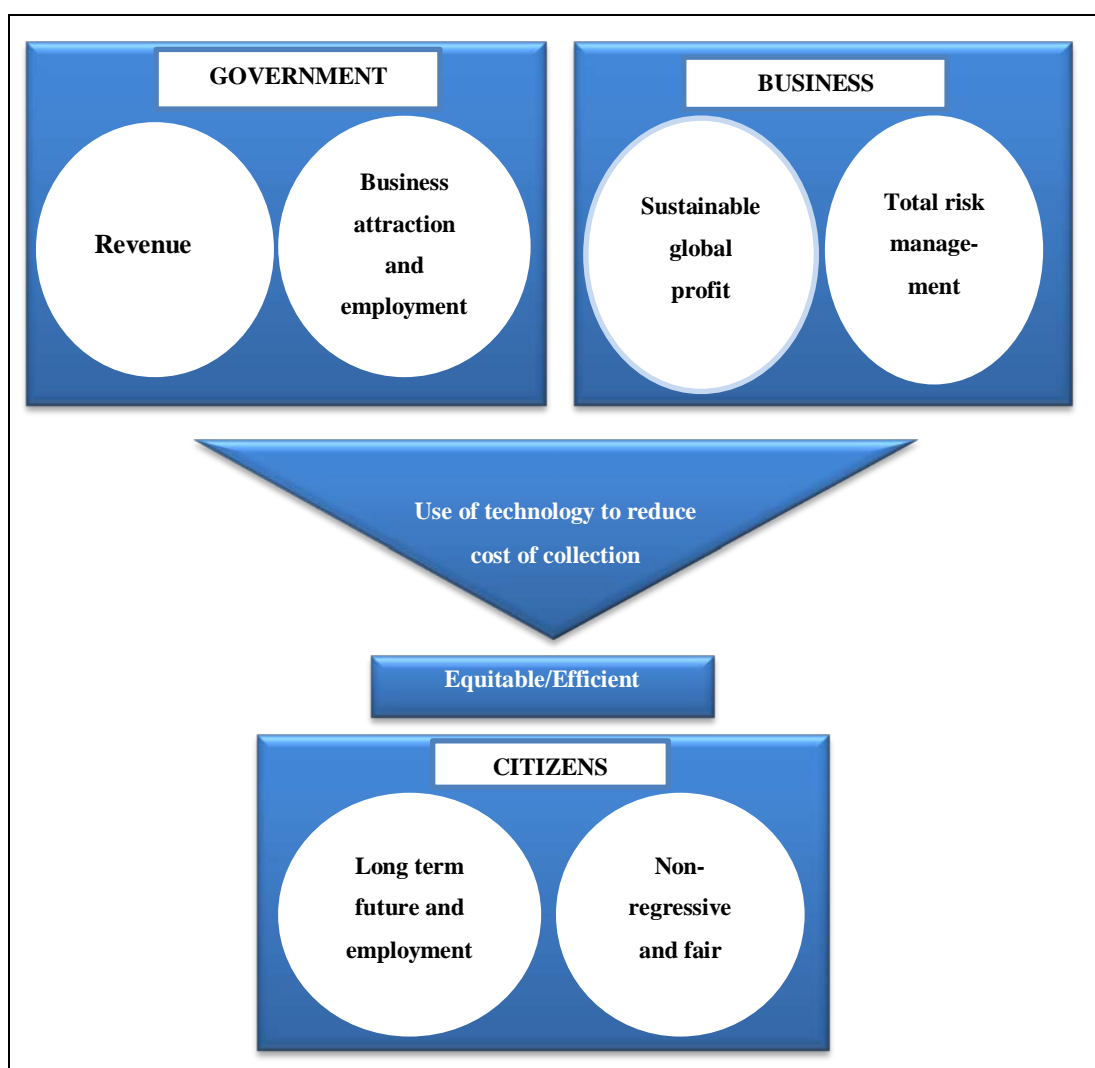 GOVERNMENT
Revenue
Business
attraction
and
employment
BUSINESS
Sustainable
global
profit
Total risk
manage-
ment
Use of technology to reduce
cost of collection
Equitable/Efficient
CITIZENS
Long term
future and
employment
Non-
regressive
and fair